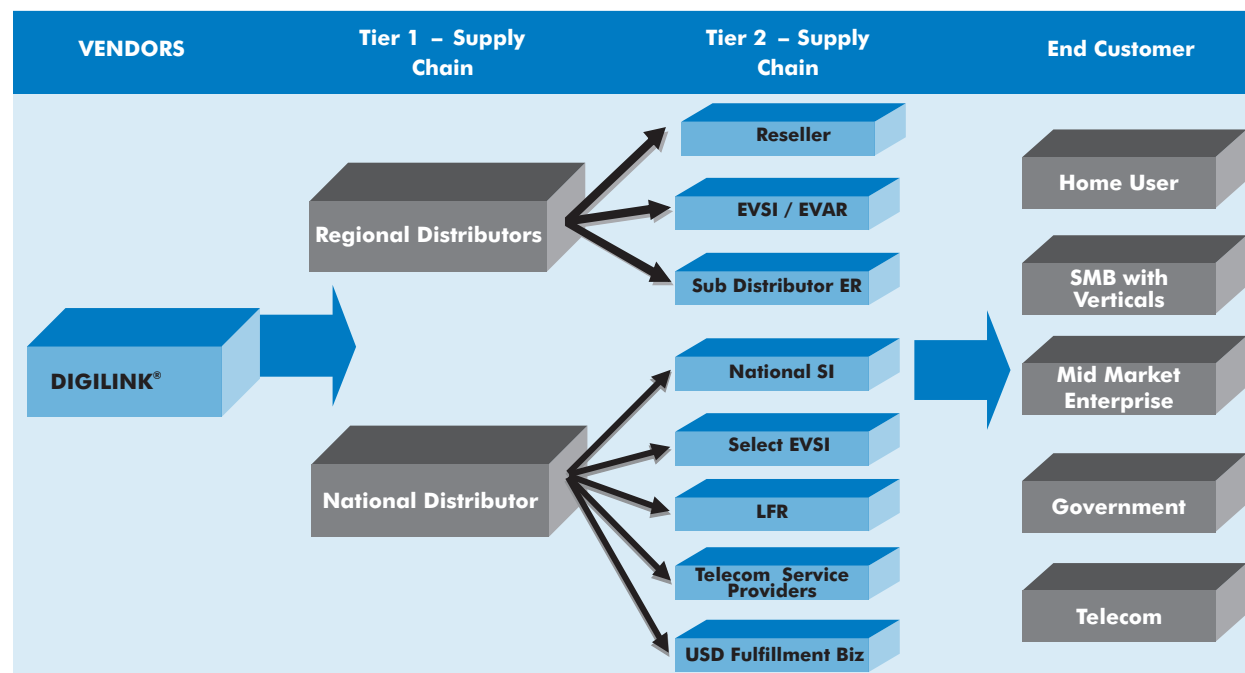 VENDORS
Tier 1 – Supply
Chain
Tier 2 – Supply
Chain
End Customer
DIGILINK®
Regional Distributors
National Distributor
Reseller
EVSI / EVAR
Sub Distributor ER
National SI
Select EVSI
LFR
Telecom Service
Providers
USD Fulfillment Biz
Home User
SMB with
Verticals
Mid Market
Enterprise
Government
Telecom